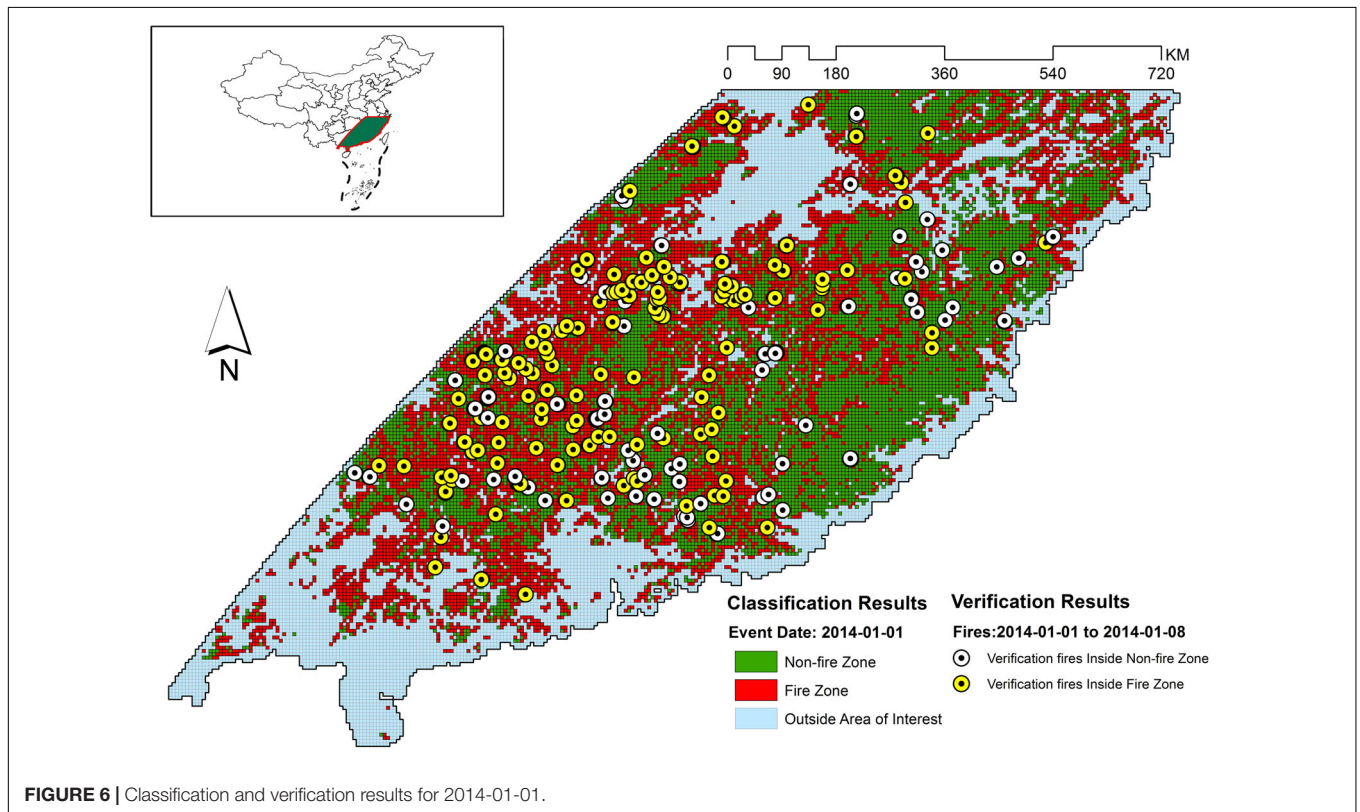 KM
0 90 180 360 540 720
N
Classification Results
Event Date: 2014-01-01
Non-fire Zone
Fire Zone
Outside Area of Interest
Verification Results
Fires:2014-01-01 to 2014-01-08
Verification fires Inside Non-fire Zone
Verification fires Inside Fire Zone
FIGURE 6 | Classification and verification results for 2014-01-01.